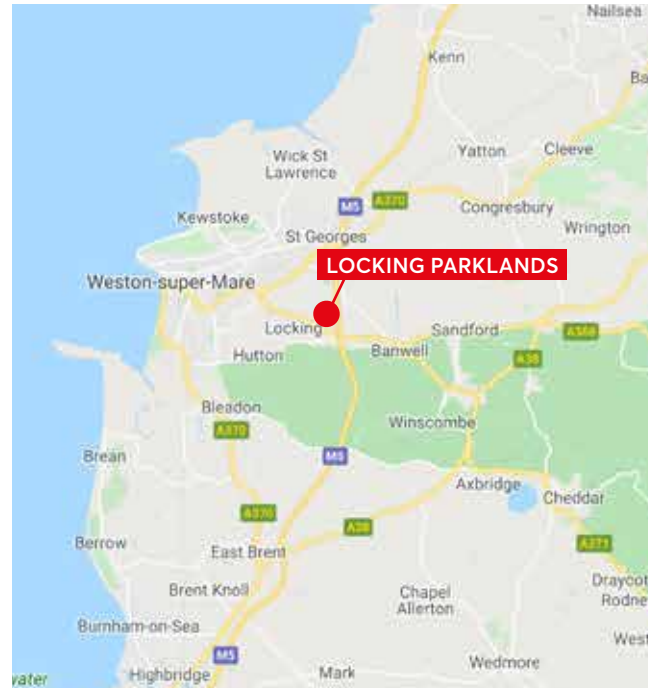 Nailsea
Kenn
Ba
Wick St
Lawrence
Yatton
Cleeve
M5
A370
Congresbury
Kewstoke
Wrington
St Georges
LOCKING PARKLANDS
Weston-super-Mare
Locking
Sandford
A368
Hutton
Banwell
A38
Bleadon
Winscombe
A370
Brean
M5
Axbridge
Cheddar
A370
A38
Berrow
East Brent
A371
Brent Knoll
Chapel
Allerton
Draycot
Rodne
Burnham-on-Sea
West
M5
Wedmore
water
Highbridge
Mark